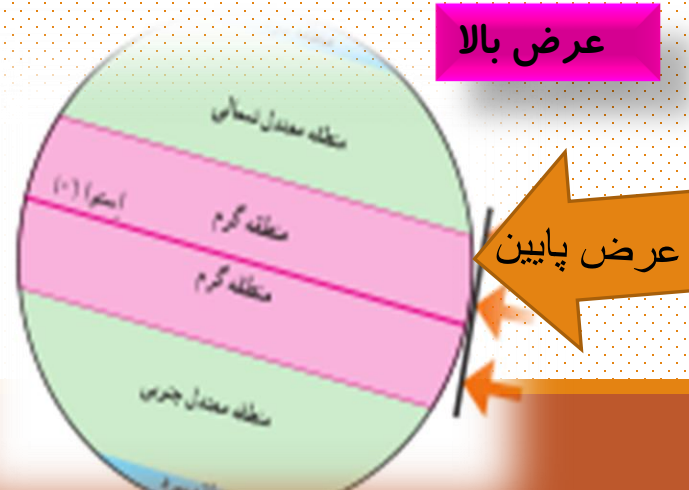 عرض بالا
منطقه معتدل شمالی
عرض پایین
استوا (۰)
منطقه گرم
منطقه گرم
منطقه معتدل جنوبی